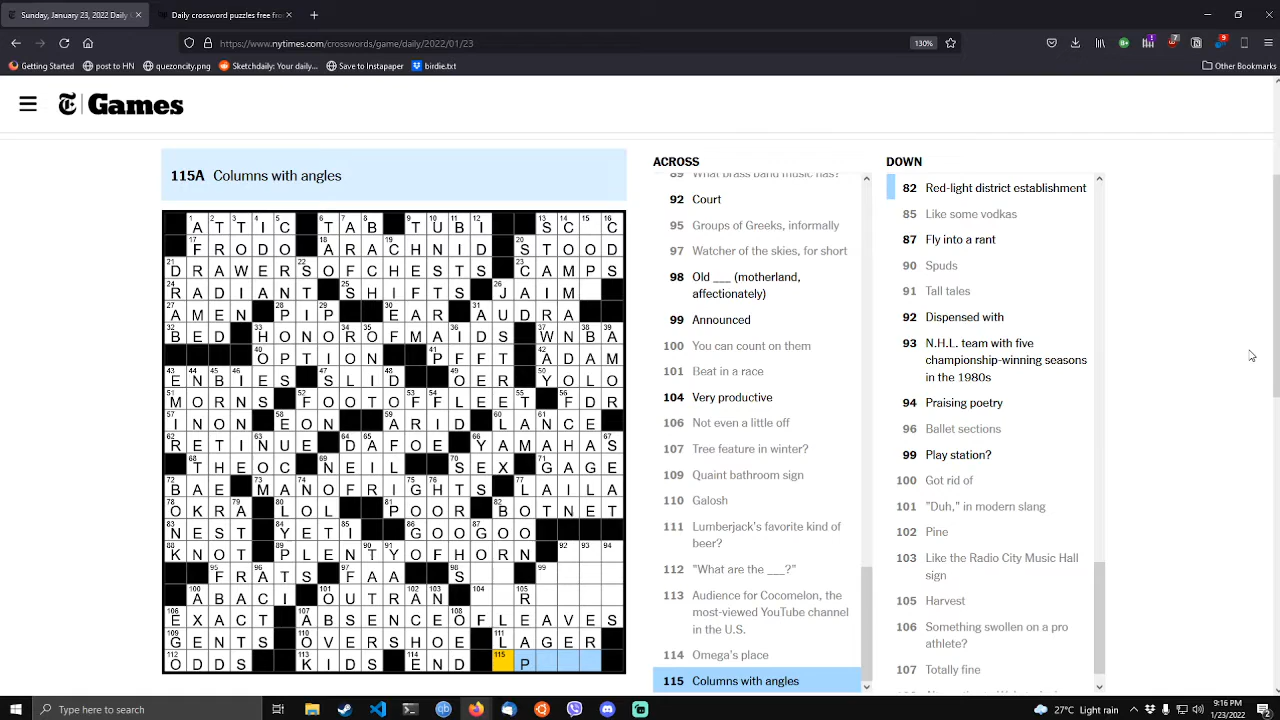 Sunday, January 23, 2022 Daily
Daily crossword puzzles free
https://www.nytimes.com/crosswords/game/daily/2022/01/23
130%
Getting Started
post to HN
quezoncity.png
Sketchdaily: Your daily...
Save to Instapaper
birdie.txt
Other Bookmarks
Games
115A Columns with angles
A T T I C T A B T U B I S C I C
F R O D O A R A C H N I D S T O O D
D R A W E R S O F C H E S T S C A M P S
R A D I A N T S H I F T S J A I M
A M E N P I P E A R A U D R A
B E D H O N O R O F M A I D S W N B A
O P T I O N P F F T A D A M
E N B I E S S L I D O E R Y O L O
M O R N S F O O T O F F L E E T F D R
I N O N E O N A R I D L A N C E
R E T I N U E D A F O E Y A M A H A S
T H E O C N E I L S E X G A G E
B A E M A N O F R I G H T S L A I L A
O K R A L O L P O O R B O T N E T
N E S T Y E T I G O O G O O
K N O T P L E N T Y O F H O R N
F R A T S F A A S
A B A C I O U T R A N R
E X A C T A B S E N C E O F L E A V E S
G E N T S O V E R S H O E L A G E R
O D D S K I D S E N D P
ACROSS
89 What brass band music has?
92 Court
95 Groups of Greeks, informally
97 Watcher of the skies, for short
98 Old ___ (motherland,
affectionately)
99 Announced
100 You can count on them
101 Beat in a race
104 Very productive
106 Not even a little off
107 Tree feature in winter?
109 Quaint bathroom sign
110 Galosh
111 Lumberjack's favorite kind of
beer?
112 "What are the ___?"
113 Audience for Cocomelon, the
most-viewed YouTube channel
in the U.S.
114 Omega's place
115 Columns with angles
DOWN
82 Red-light district establishment
85 Like some vodkas
87 Fly into a rant
90 Spuds
91 Tall tales
92 Dispensed with
93 N.H.L. team with five
championship-winning seasons
in the 1980s
94 Praising poetry
96 Ballet sections
99 Play station?
100 Got rid of
101 "Duh," in modern slang
102 Pine
103 Like the Radio City Music Hall
sign
105 Harvest
106 Something swollen on a pro
athlete?
107 Totally fine
Type here to search
27°C Light rain
9:16 PM
1/23/2022